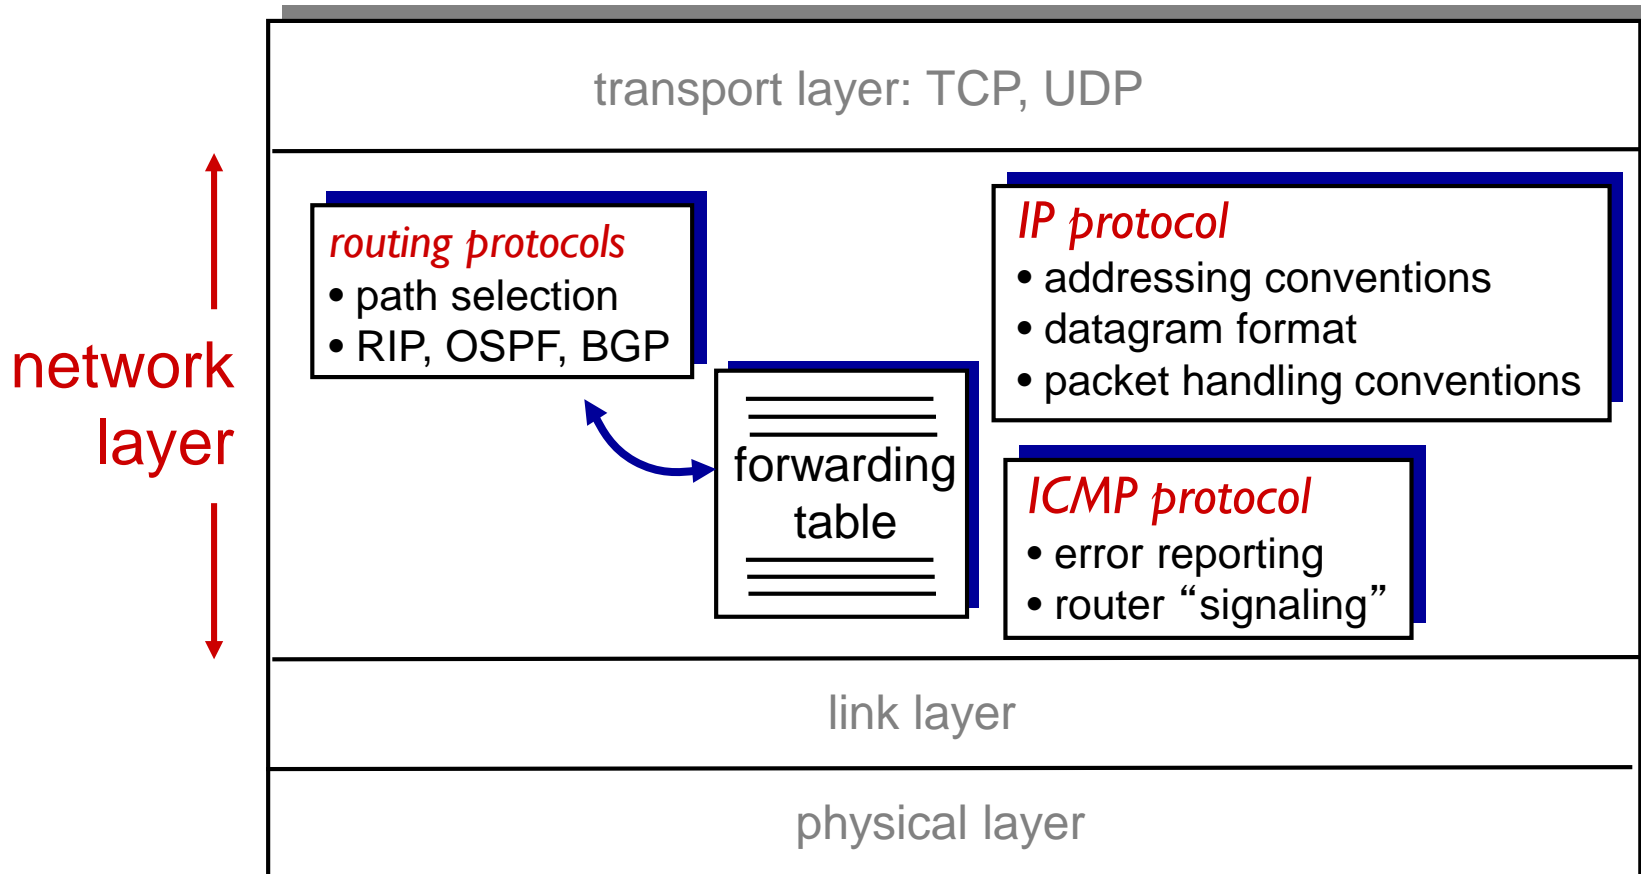 transport layer: TCP, UDP
network
layer
routing protocols
• path selection
• RIP, OSPF, BGP
forwarding
table
IP protocol
• addressing conventions
• datagram format
• packet handling conventions
ICMP protocol
• error reporting
• router “signaling”
link layer
physical layer